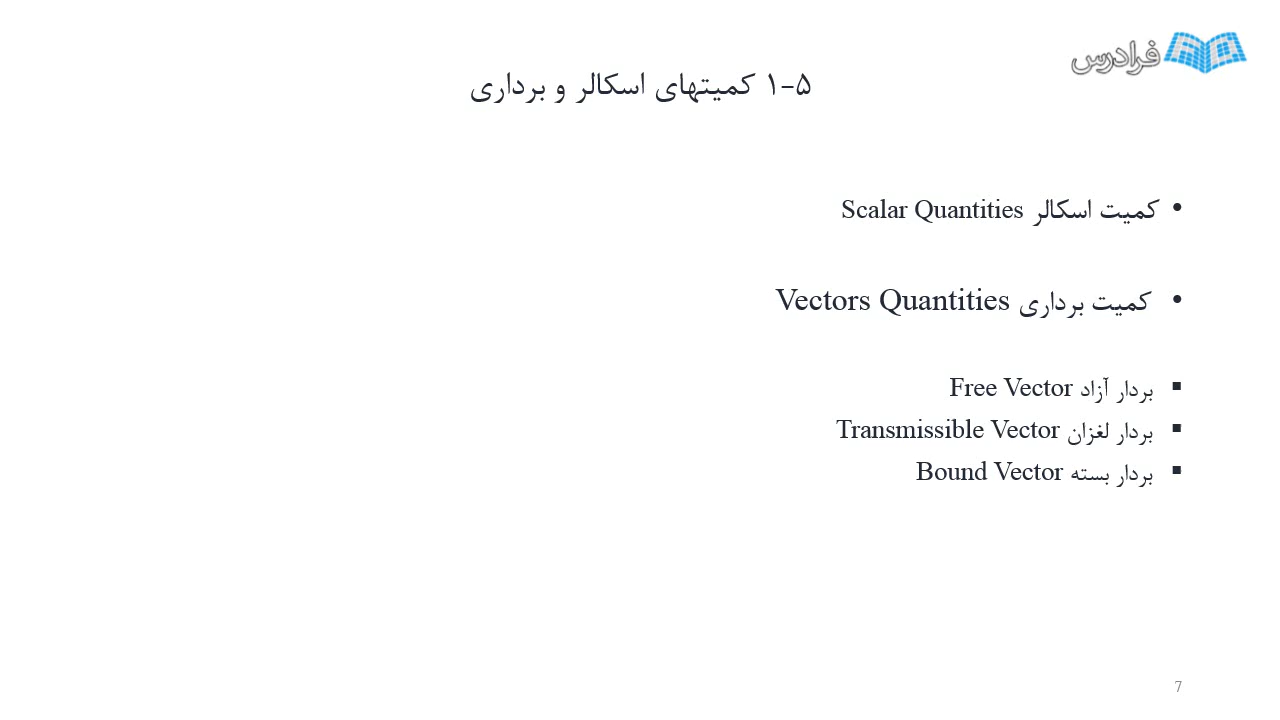 فرادرس
۱-۵ کمیتهای اسکالر و برداری
• کمیت اسکالر Scalar Quantities
• کمیت برداری Vectors Quantities
▪ بردار آزاد Free Vector
▪ بردار لغزان Transmissible Vector
▪ بردار بسته Bound Vector
7